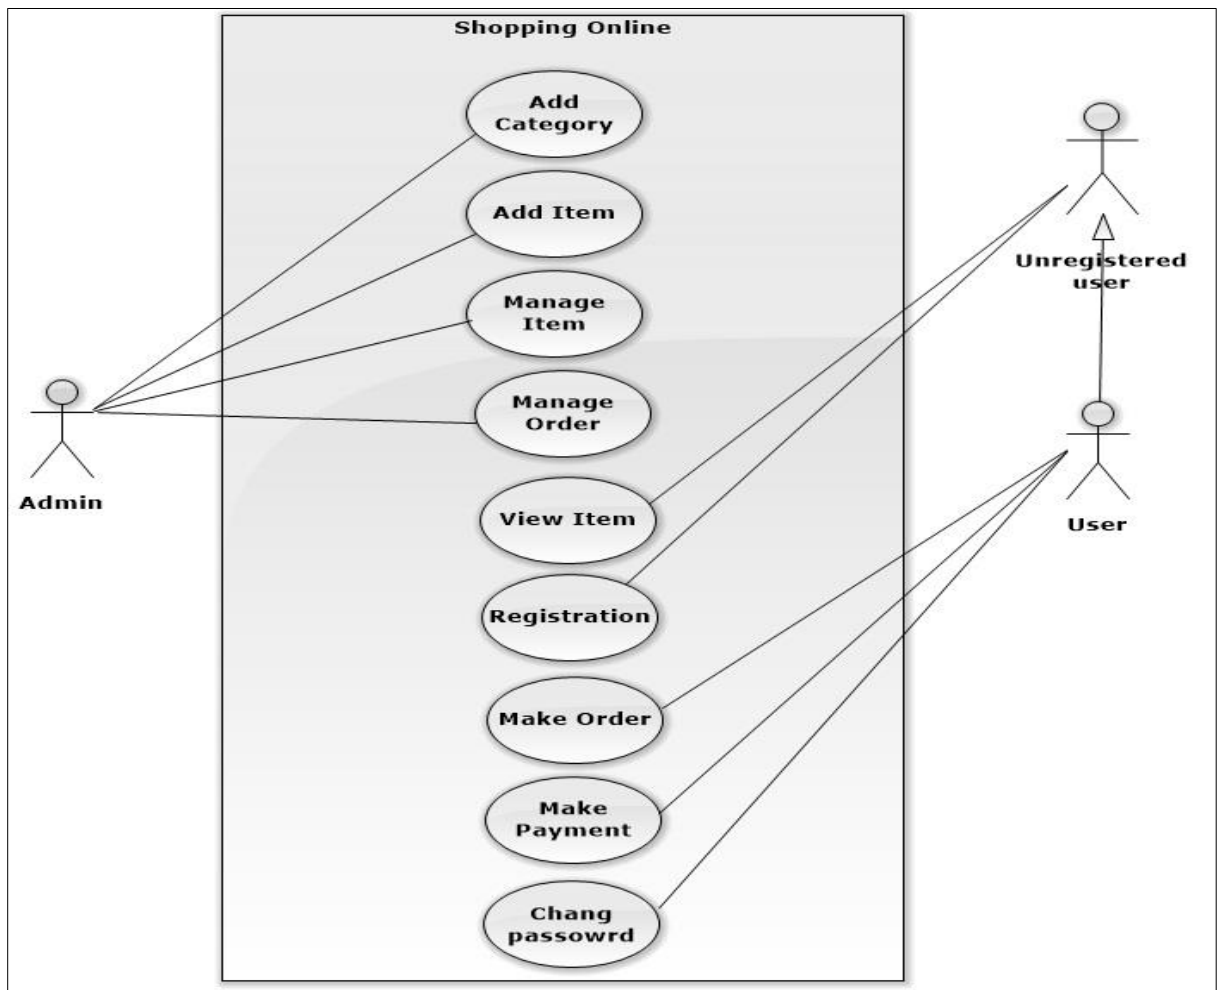 Shopping Online
Add
Category
Add Item
Manage
Item
Manage
Order
View Item
Registration
Make Order
Make
Payment
Chang
passowrd
Admin
Unregistered
user
User